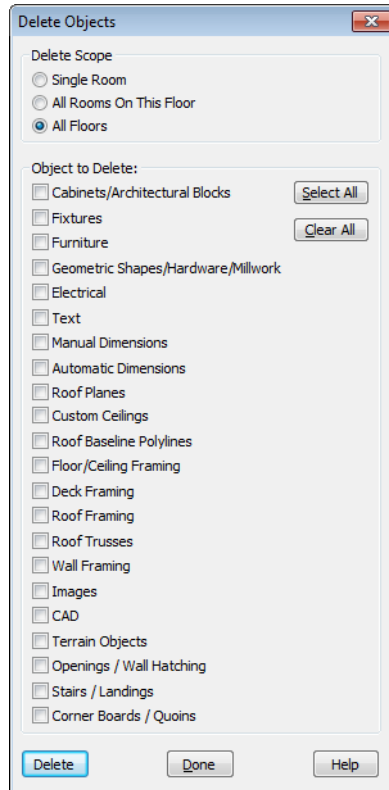 Delete Objects
Delete Scope
Single Room
All Rooms On This Floor
All Floors
Object to Delete:
Cabinets/Architectural Blocks
Select All
Fixtures
Clear All
Furniture
Geometric Shapes/Hardware/Millwork
Electrical
Text
Manual Dimensions
Automatic Dimensions
Roof Planes
Custom Ceilings
Roof Baseline Polylines
Floor/Ceiling Framing
Deck Framing
Roof Framing
Roof Trusses
Wall Framing
Images
CAD
Terrain Objects
Openings / Wall Hatching
Stairs / Landings
Corner Boards / Quoins
Delete Done Help